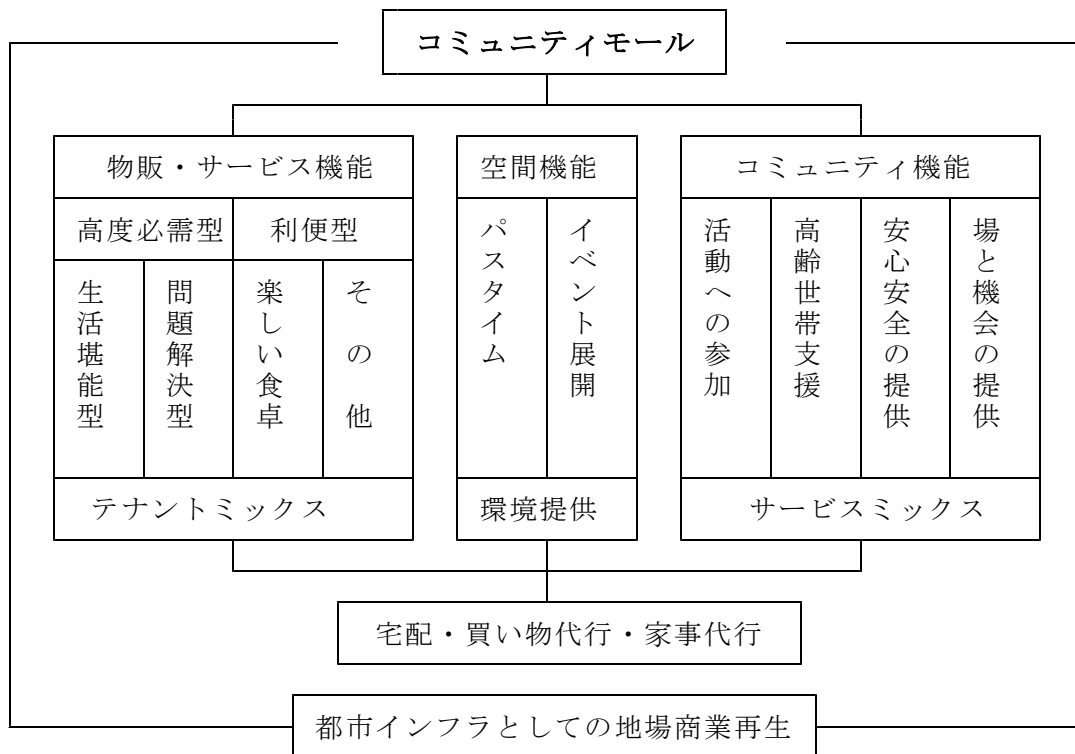 コミュニティモール
物販・サービス機能
高度必需型
利便型
生活堪能型
問題解決型
楽しい食卓
その他
テナントミックス
空間機能
パスタイム
イベント展開
環境提供
コミュニティ機能
活動への参加
高齢世帯支援
安心安全の提供
場と機会の提供
サービスミックス
宅配・買い物代行・家事代行
都市インフラとしての地場商業再生